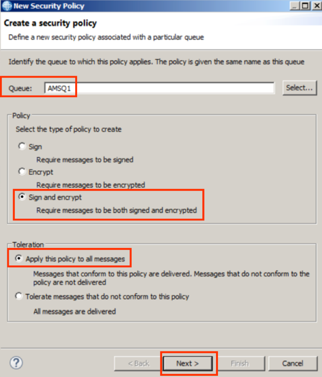 New Security Policy
Create a security policy
Define a new security policy associated with a particular queue
Identify the queue to which this policy applies. The policy is given the same name as this queue
Queue: AMSQ1 Select...
Policy
Select the type of policy to create
Sign
Require messages to be signed
Encrypt
Require messages to be encrypted
Sign and encrypt
Require messages to be both signed and encrypted
Toleration
Apply this policy to all messages
Messages that conform to this policy are delivered. Messages that do not conform to the
policy are not delivered
Tolerate messages that do not conform to this policy
All messages are delivered
? < Back Next > Finish Cancel